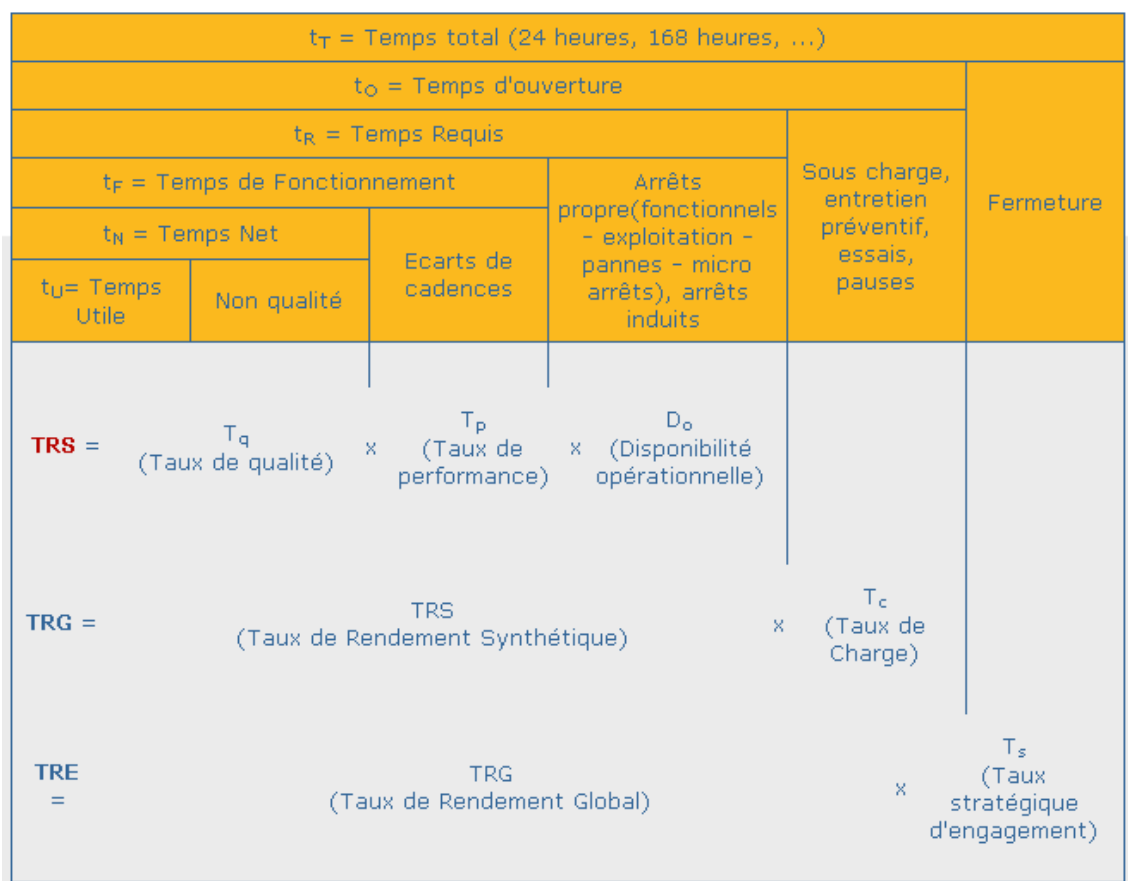 tT = Temps total (24 heures, 168 heures, ...)
tO = Temps d'ouverture
Fermeture
tR = Temps Requis
Sous charge,
entretien
préventif,
essais,
pauses
tF = Temps de Fonctionnement
Arrêts
propre(fonctionnels
- exploitation -
pannes - micro
arrêts), arrêts
induits
tN = Temps Net
Ecarts de
cadences
tU= Temps
Utile
Non qualité
TRS =
Tq
(Taux de qualité)
x
Tp
(Taux de
performance)
x
Do
(Disponibilité
opérationnelle)
TRG =
TRS
(Taux de Rendement Synthétique)
x
Tc
(Taux de
Charge)
TRE
=
TRG
(Taux de Rendement Global)
x
Ts
(Taux
stratégique
d'engagement)